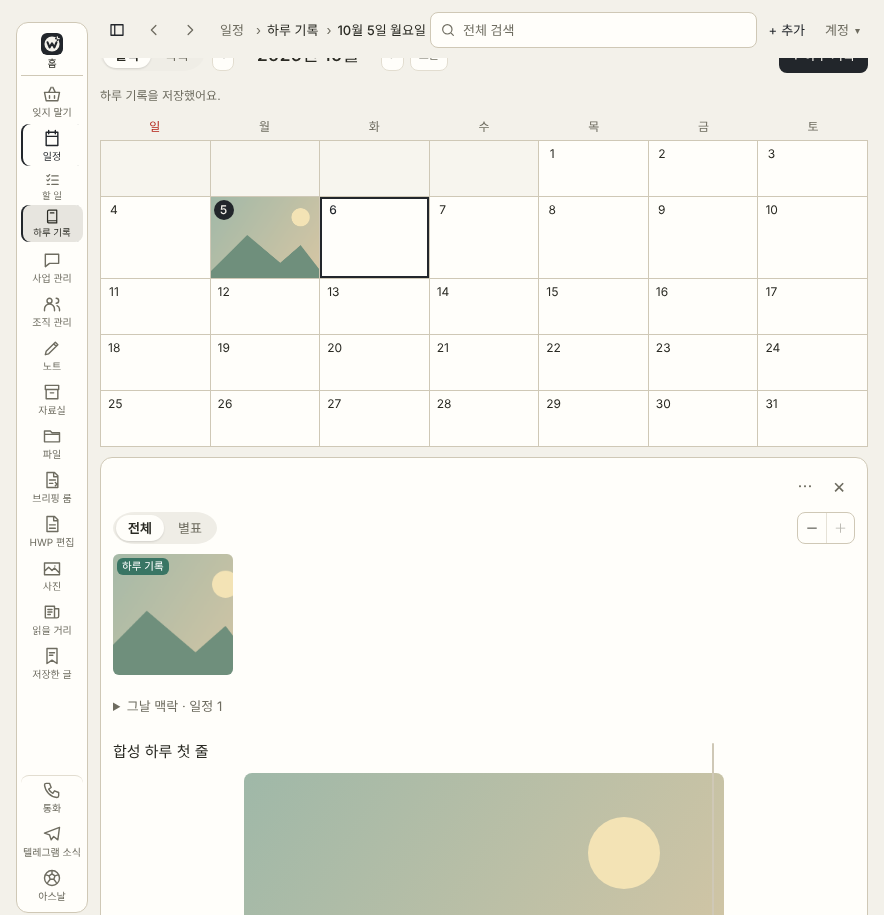 일정 › 하루 기록 › 10월 5일 월요일
전체 검색
+ 추가
계정 ▾
홈
잊지 말기
일정
할 일
하루 기록
사업 관리
조직 관리
노트
자료실
파일
브리핑 룸
HWP 편집
사진
읽을 거리
저장한 글
통화
텔레그램 소식
아스날
하루 기록을 저장했어요.
일 월 화 수 목 금 토
1 2 3
4 5 6 7 8 9 10
11 12 13 14 15 16 17
18 19 20 21 22 23 24
25 26 27 28 29 30 31
전체 별표
하루 기록
▶ 그날 맥락 · 일정 1
합성 하루 첫 줄